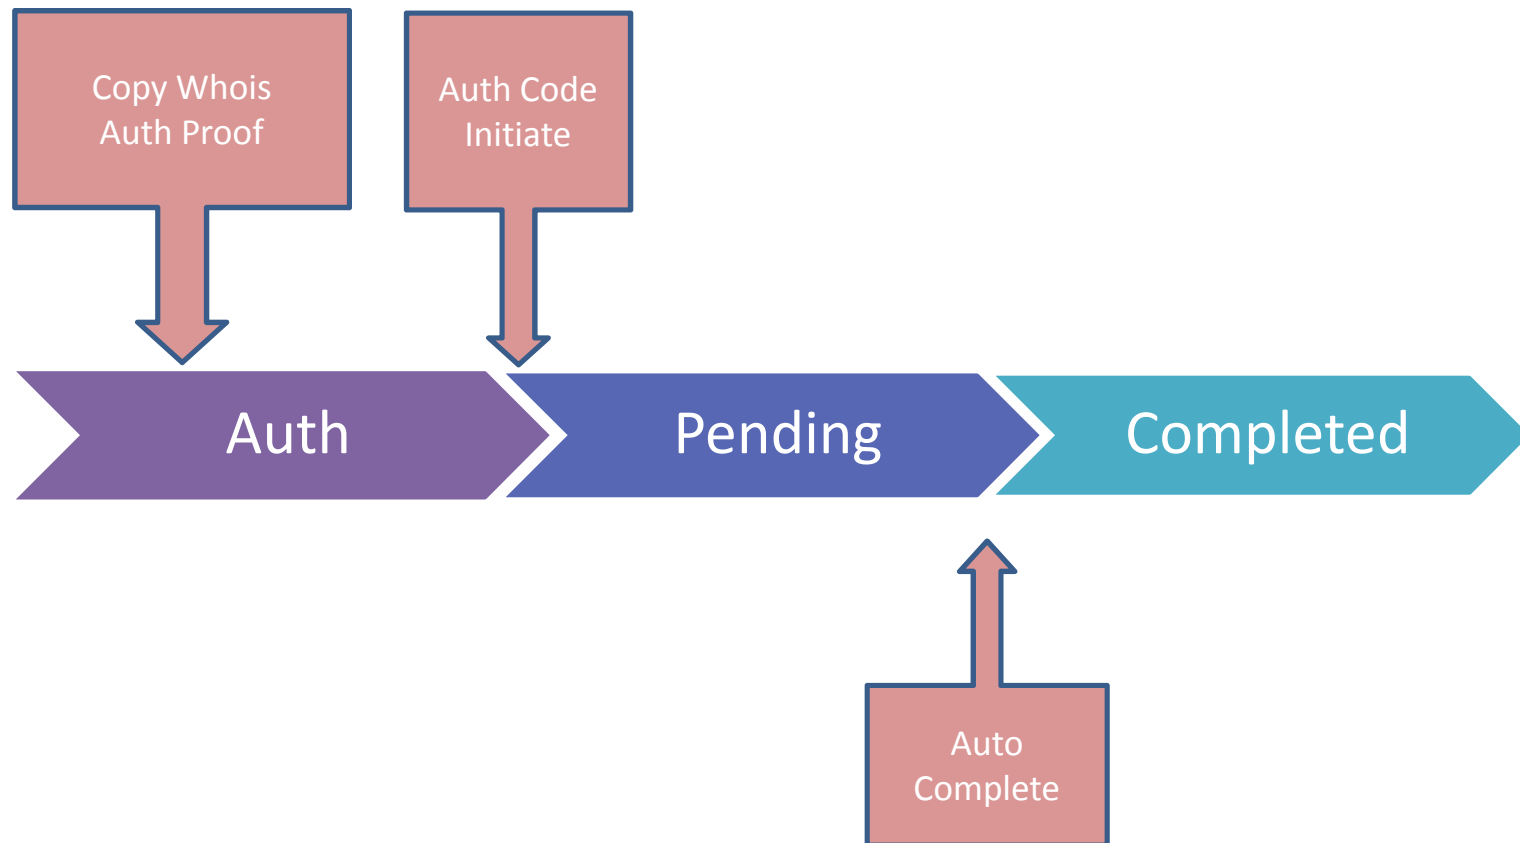 Copy Whois
Auth Proof
Auth Code
Initiate
Auth
Pending
Completed
Auto
Complete